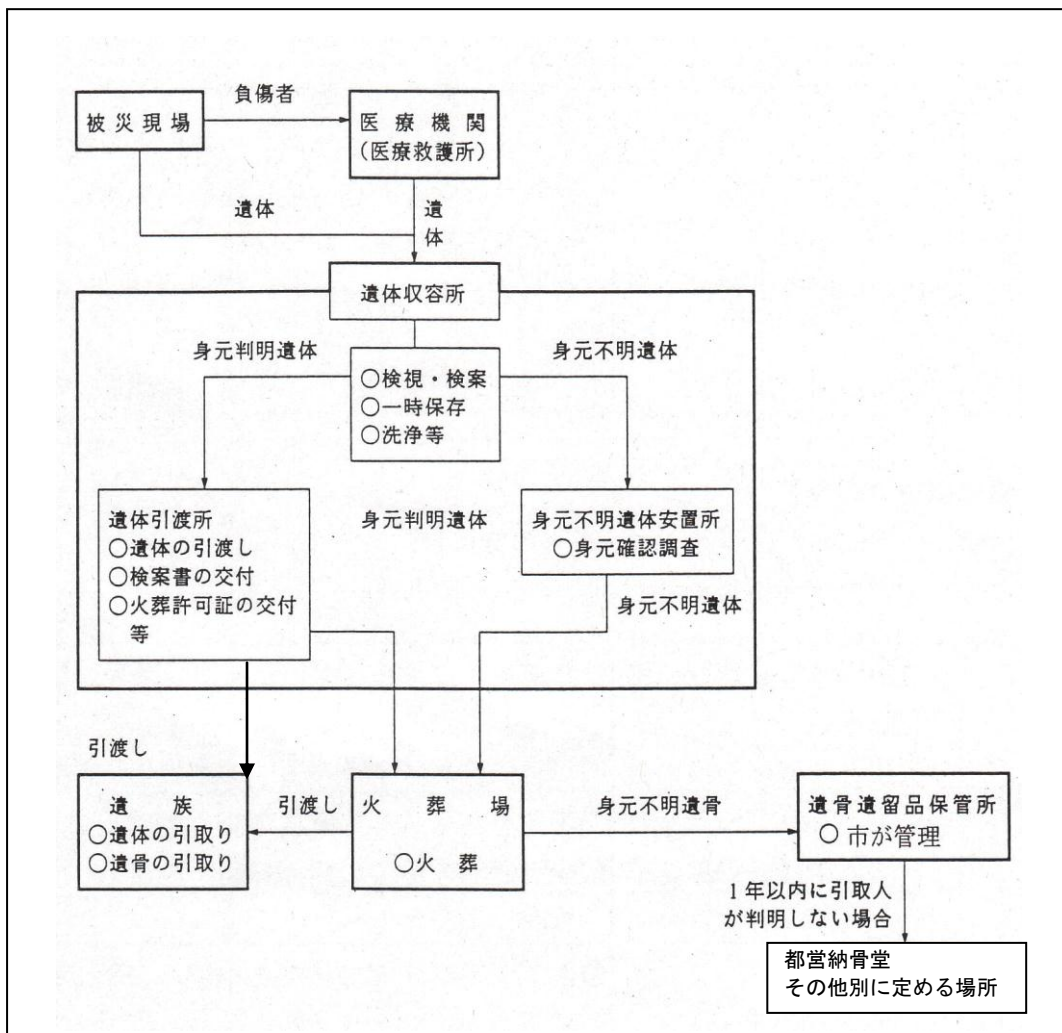 負傷者
被災現場
医療機関
(医療救護所)
遺体
遺
体
遺体収容所
身元判明遺体
身元不明遺体
○検視・検案
○一時保存
○洗浄等
遺体引渡所
○遺体の引渡し
○検案書の交付
○火葬許可証の交付
等
身元判明遺体
身元不明遺体安置所
○身元確認調査
身元不明遺体
引渡し
遺族
○遺体の引取り
○遺骨の引取り
引渡し
火葬場
○火葬
身元不明遺骨
遺骨遺留品保管所
○ 市が管理
1年以内に引取人
が判明しない場合
都営納骨堂
その他別に定める場所